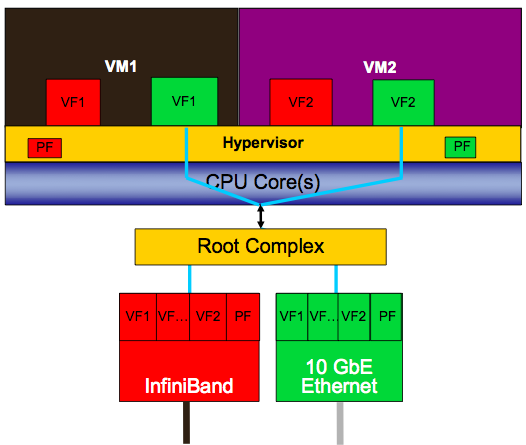 VM1
VM2
VF1
VF1
VF2
VF2
PF
Hypervisor
PF
CPU Core(s)
Root Complex
VF1 VF... VF2 PF
VF1 VF... VF2 PF
InfiniBand
10 GbE
Ethernet